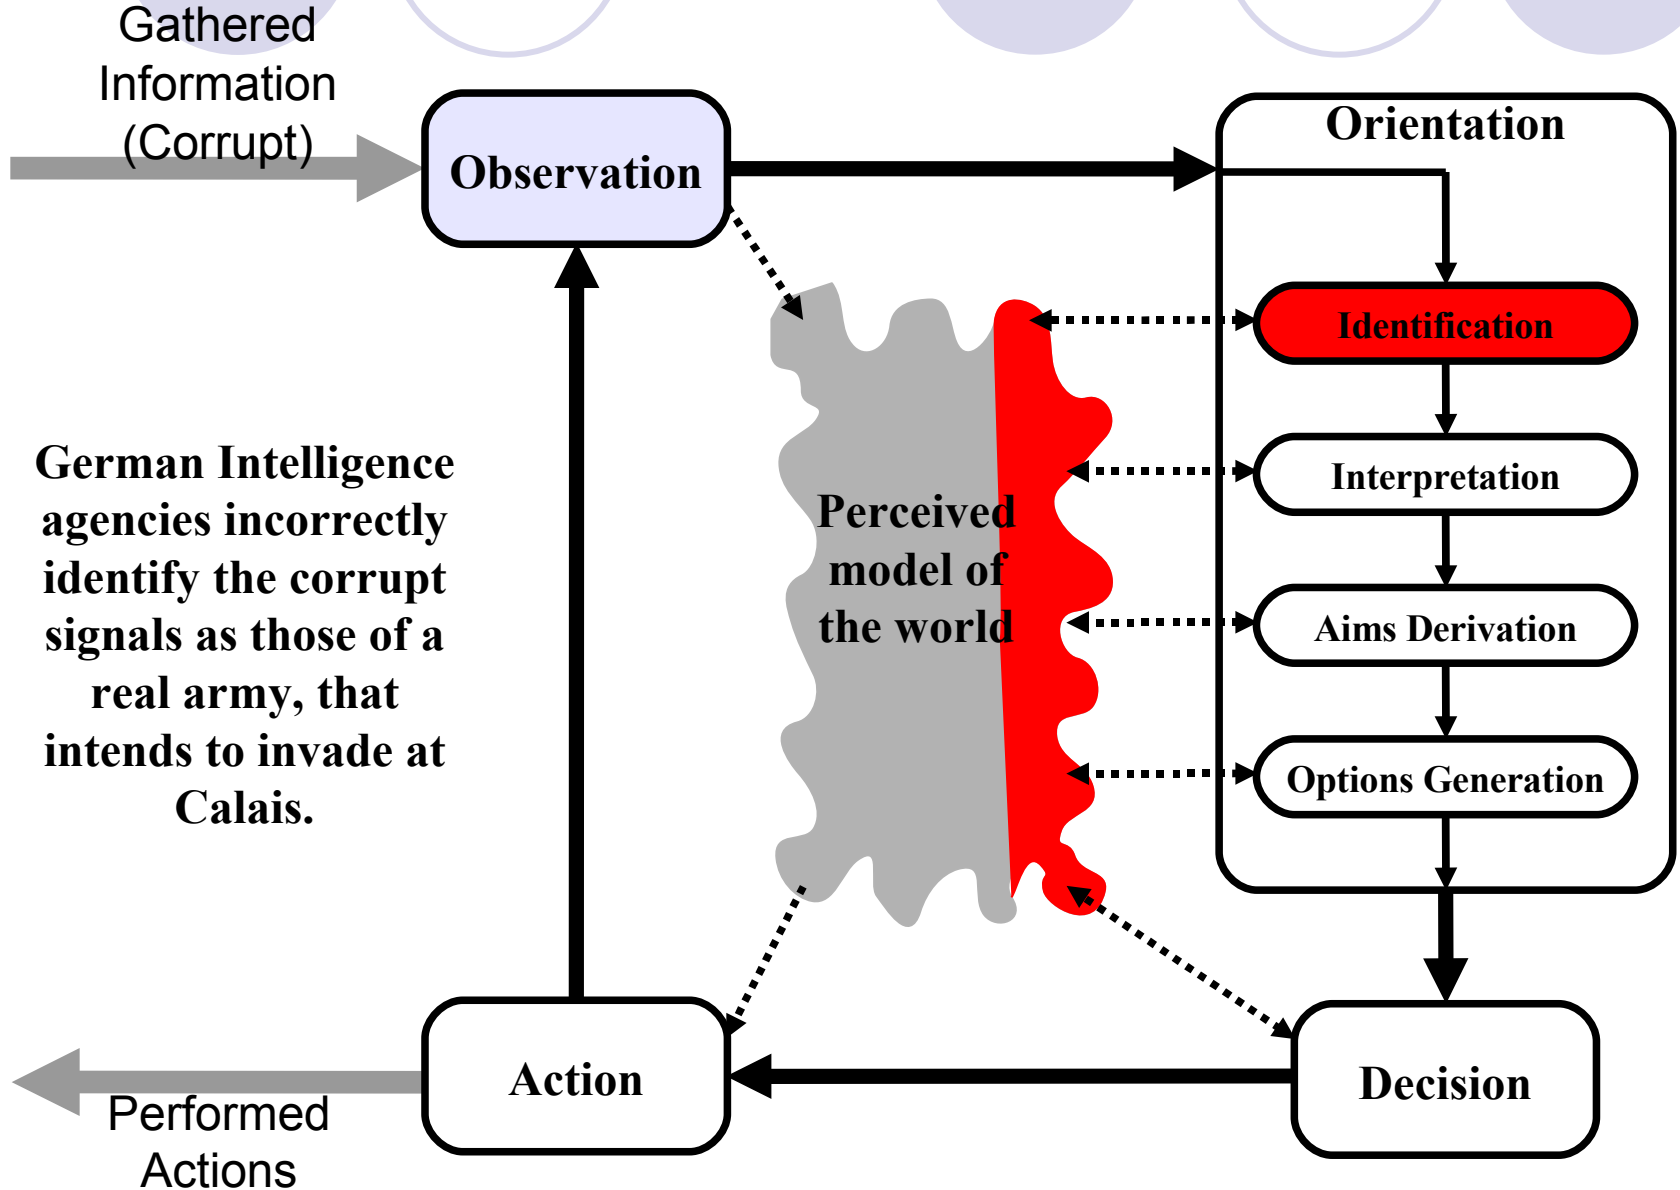 Gathered
Information
(Corrupt)
Observation
Orientation
Identification
Interpretation
Aims Derivation
Options Generation
German Intelligence
agencies incorrectly
identify the corrupt
signals as those of a
real army, that
intends to invade at
Calais.
Perceived
model of
the world
Action
Decision
Performed
Actions